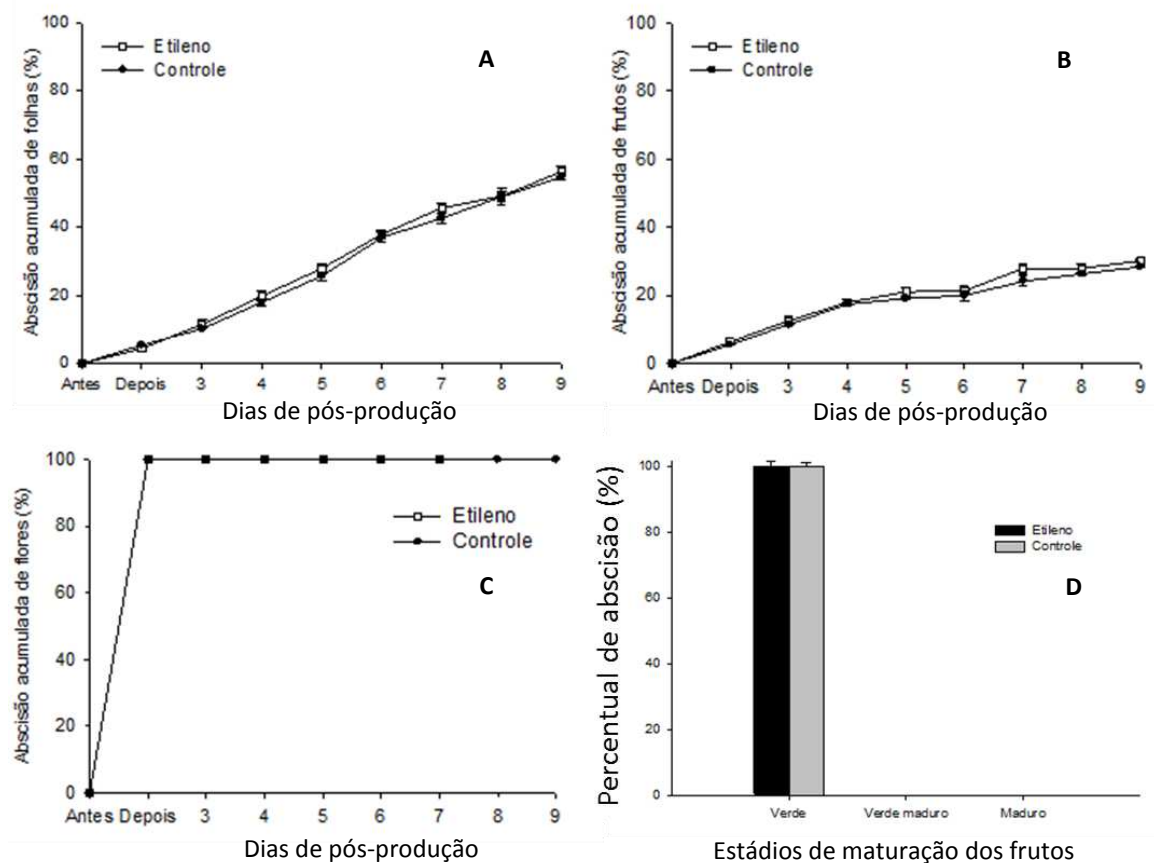 Abscisão acumulada de folhas (%)
100
80
60
40
20
0
Etileno
Controle
A
Antes Depois 3 4 5 6 7 8 9
Dias de pós-produção
Abscisão acumulada de frutos (%)
100
80
60
40
20
0
Etileno
Controle
B
Antes Depois 3 4 5 6 7 8 9
Dias de pós-produção
Abscisão acumulada de flores (%)
100
80
60
40
20
0
Etileno
Controle
C
Antes Depois 3 4 5 6 7 8 9
Dias de pós-produção
Percentual de abscisão (%)
100
80
60
40
20
0
Etileno
Controle
D
Verde Verde maduro Maduro
Estádios de maturação dos frutos